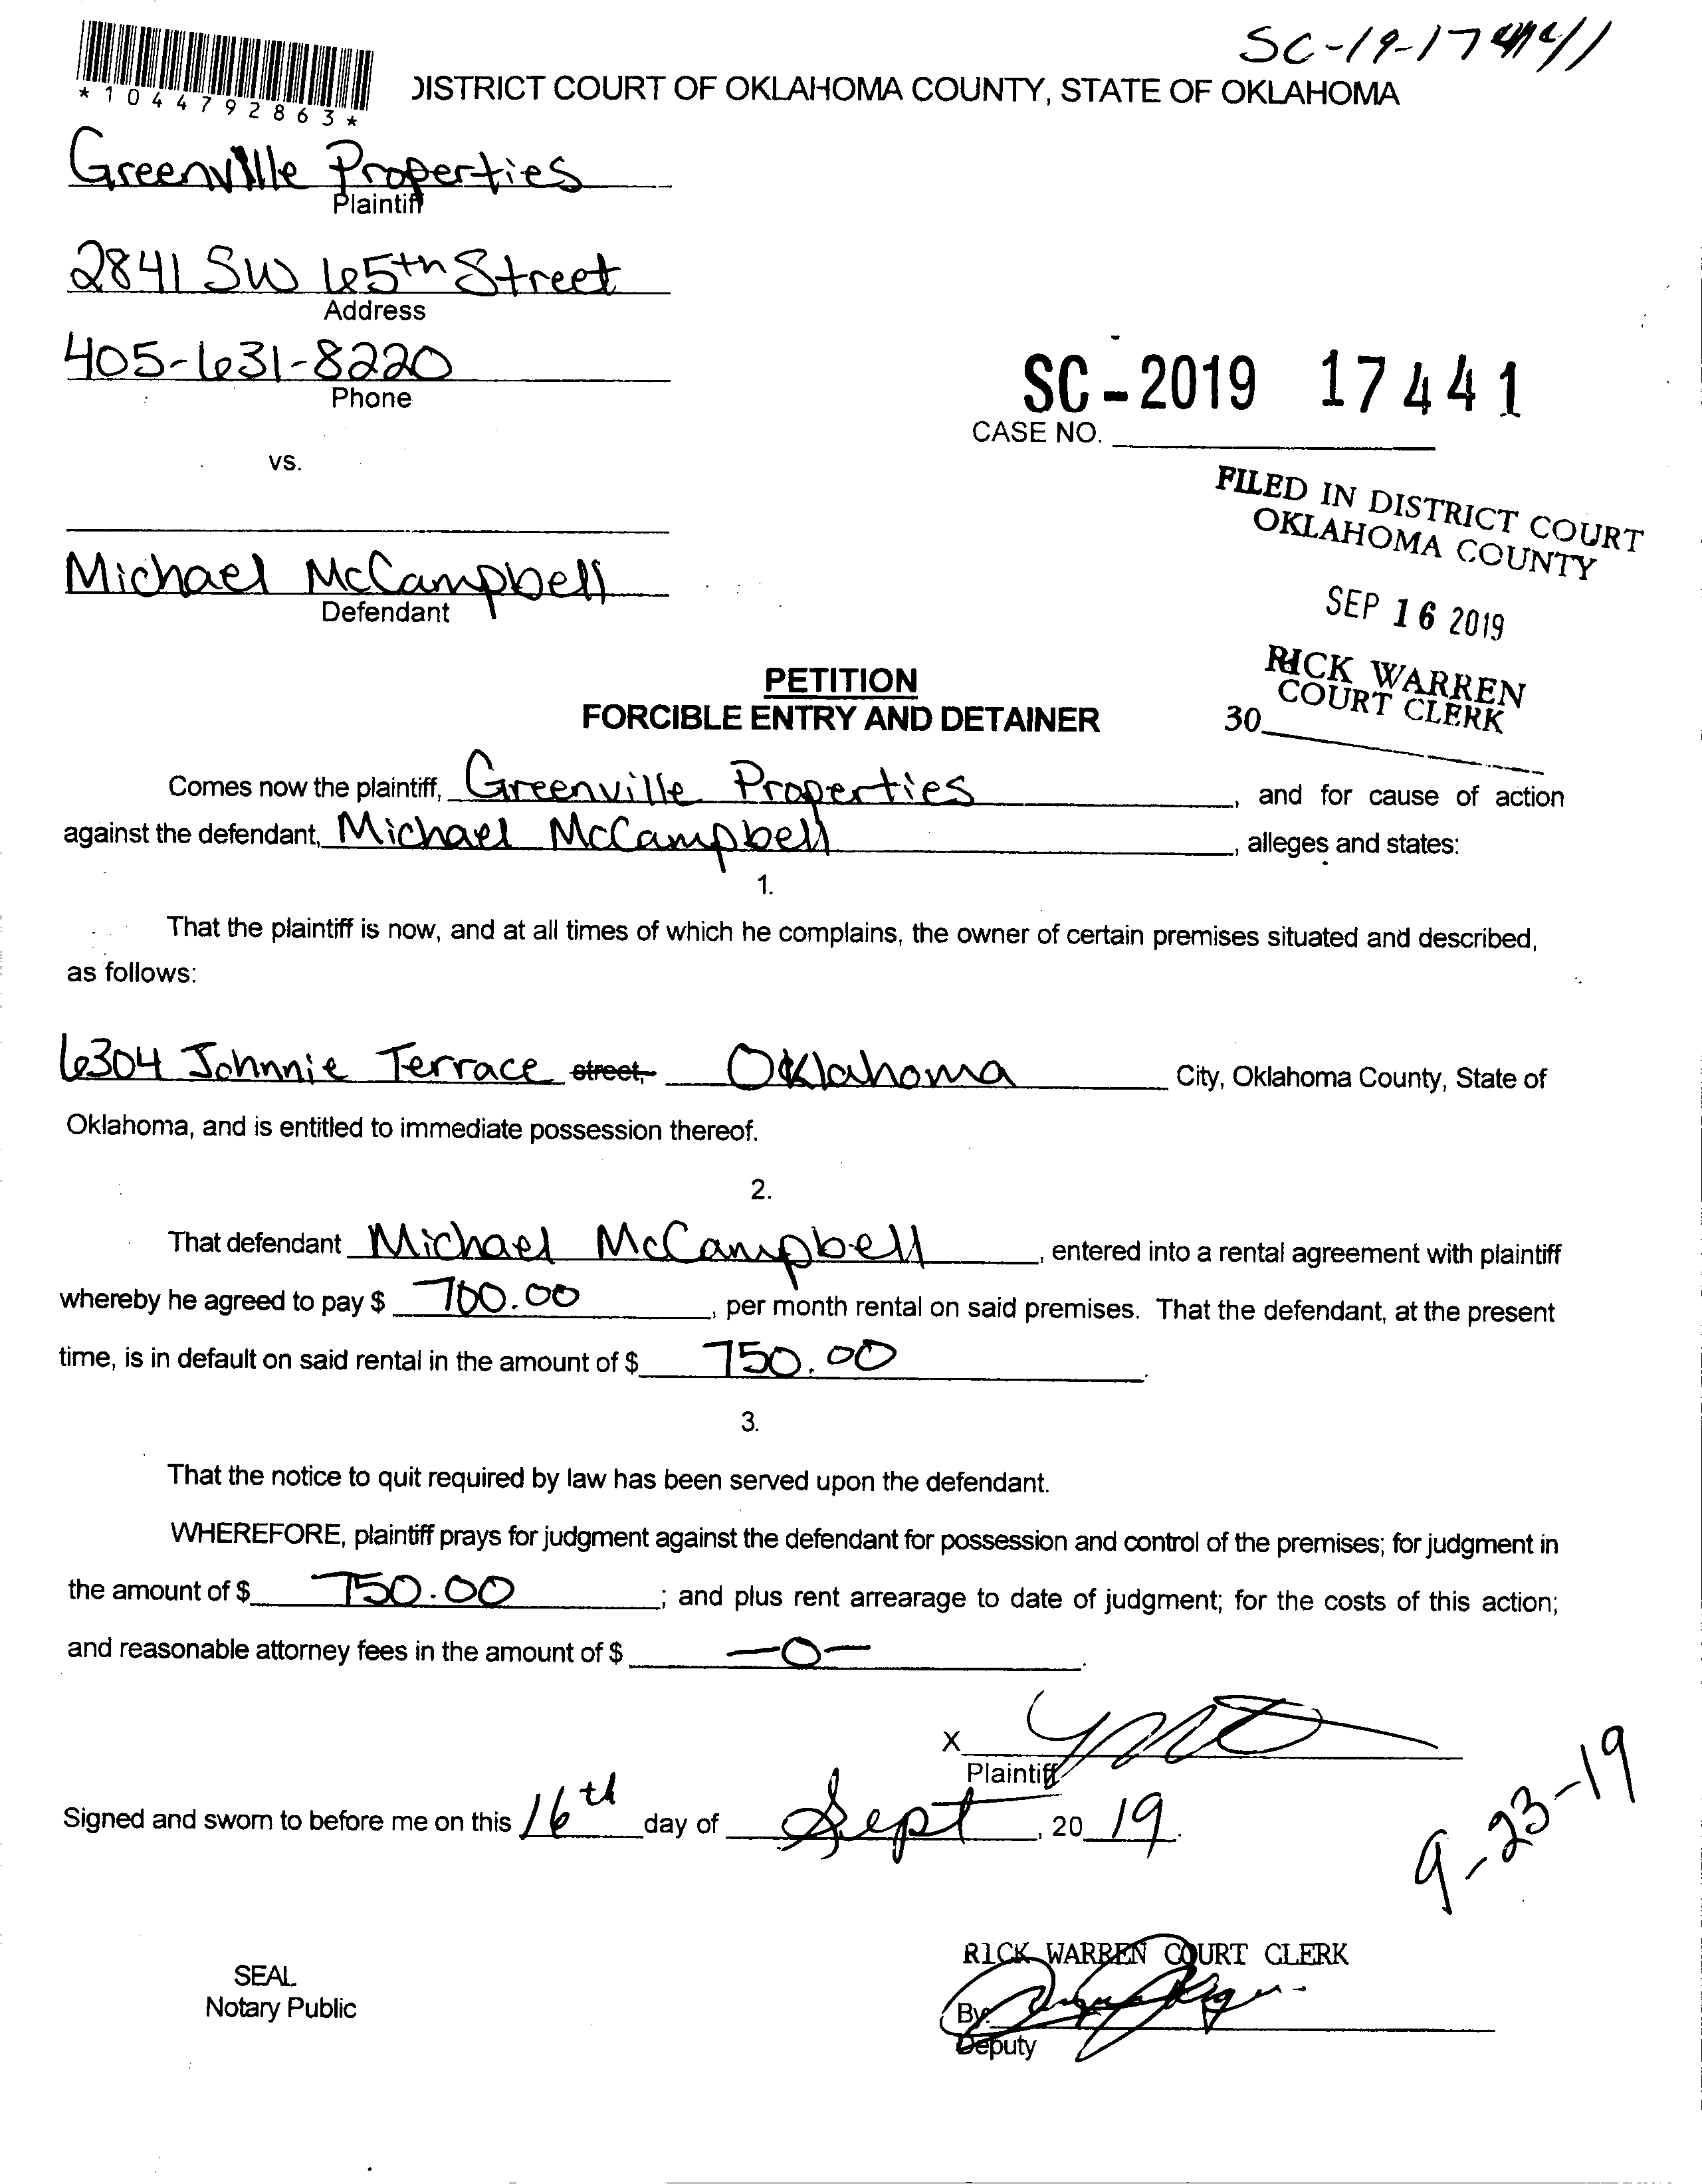 SC-19-17441
*1044792863*
DISTRICT COURT OF OKLAHOMA COUNTY, STATE OF OKLAHOMA
Greenville Properties
Plaintiff
2841 SW 65th Street
Address
405-631-8220
Phone
SC-2019 17441
CASE NO.
vs.
FILED IN DISTRICT COURT
OKLAHOMA COUNTY
SEP 16 2019
RICK WARREN
COURT CLERK
30
Michael McCampbell
Defendant
PETITION
FORCIBLE ENTRY AND DETAINER
Comes now the plaintiff, Greenville Properties, and for cause of action
against the defendant, Michael McCampbell, alleges and states:
1.
That the plaintiff is now, and at all times of which he complains, the owner of certain premises situated and described,
as follows:
6304 Johnnie Terrace street, Oklahoma City, Oklahoma County, State of
Oklahoma, and is entitled to immediate possession thereof.
2.
That defendant Michael McCampbell, entered into a rental agreement with plaintiff
whereby he agreed to pay $ 700.00, per month rental on said premises. That the defendant, at the present
time, is in default on said rental in the amount of $ 750.00.
3.
That the notice to quit required by law has been served upon the defendant.
WHEREFORE, plaintiff prays for judgment against the defendant for possession and control of the premises; for judgment in
the amount of $ 750.00; and plus rent arrearage to date of judgment; for the costs of this action;
and reasonable attorney fees in the amount of $ -0-.
X
Plaintiff
Signed and sworn to before me on this 16th day of Sept, 20 19.
9-23-19
RICK WARREN COURT CLERK
SEAL
Notary Public
By:
Deputy